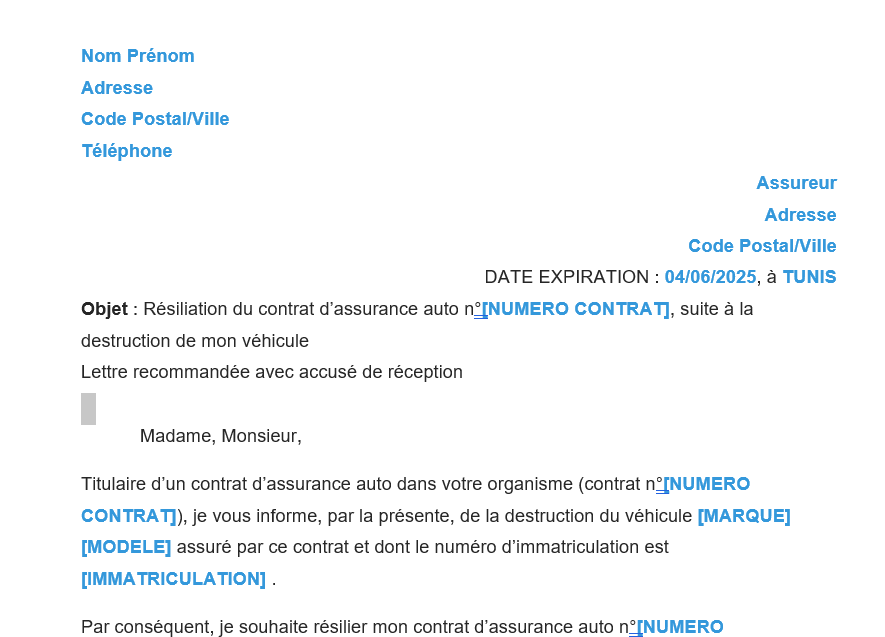 Nom Prénom
Adresse
Code Postal/Ville
Téléphone
Assureur
Adresse
Code Postal/Ville
DATE EXPIRATION : 04/06/2025, à TUNIS
Objet : Résiliation du contrat d’assurance auto n°[NUMERO CONTRAT], suite à la
destruction de mon véhicule
Lettre recommandée avec accusé de réception
Madame, Monsieur,
Titulaire d’un contrat d’assurance auto dans votre organisme (contrat n°[NUMERO
CONTRAT]), je vous informe, par la présente, de la destruction du véhicule [MARQUE]
[MODELE] assuré par ce contrat et dont le numéro d’immatriculation est
[IMMATRICULATION] .
Par conséquent, je souhaite résilier mon contrat d’assurance auto n°[NUMERO